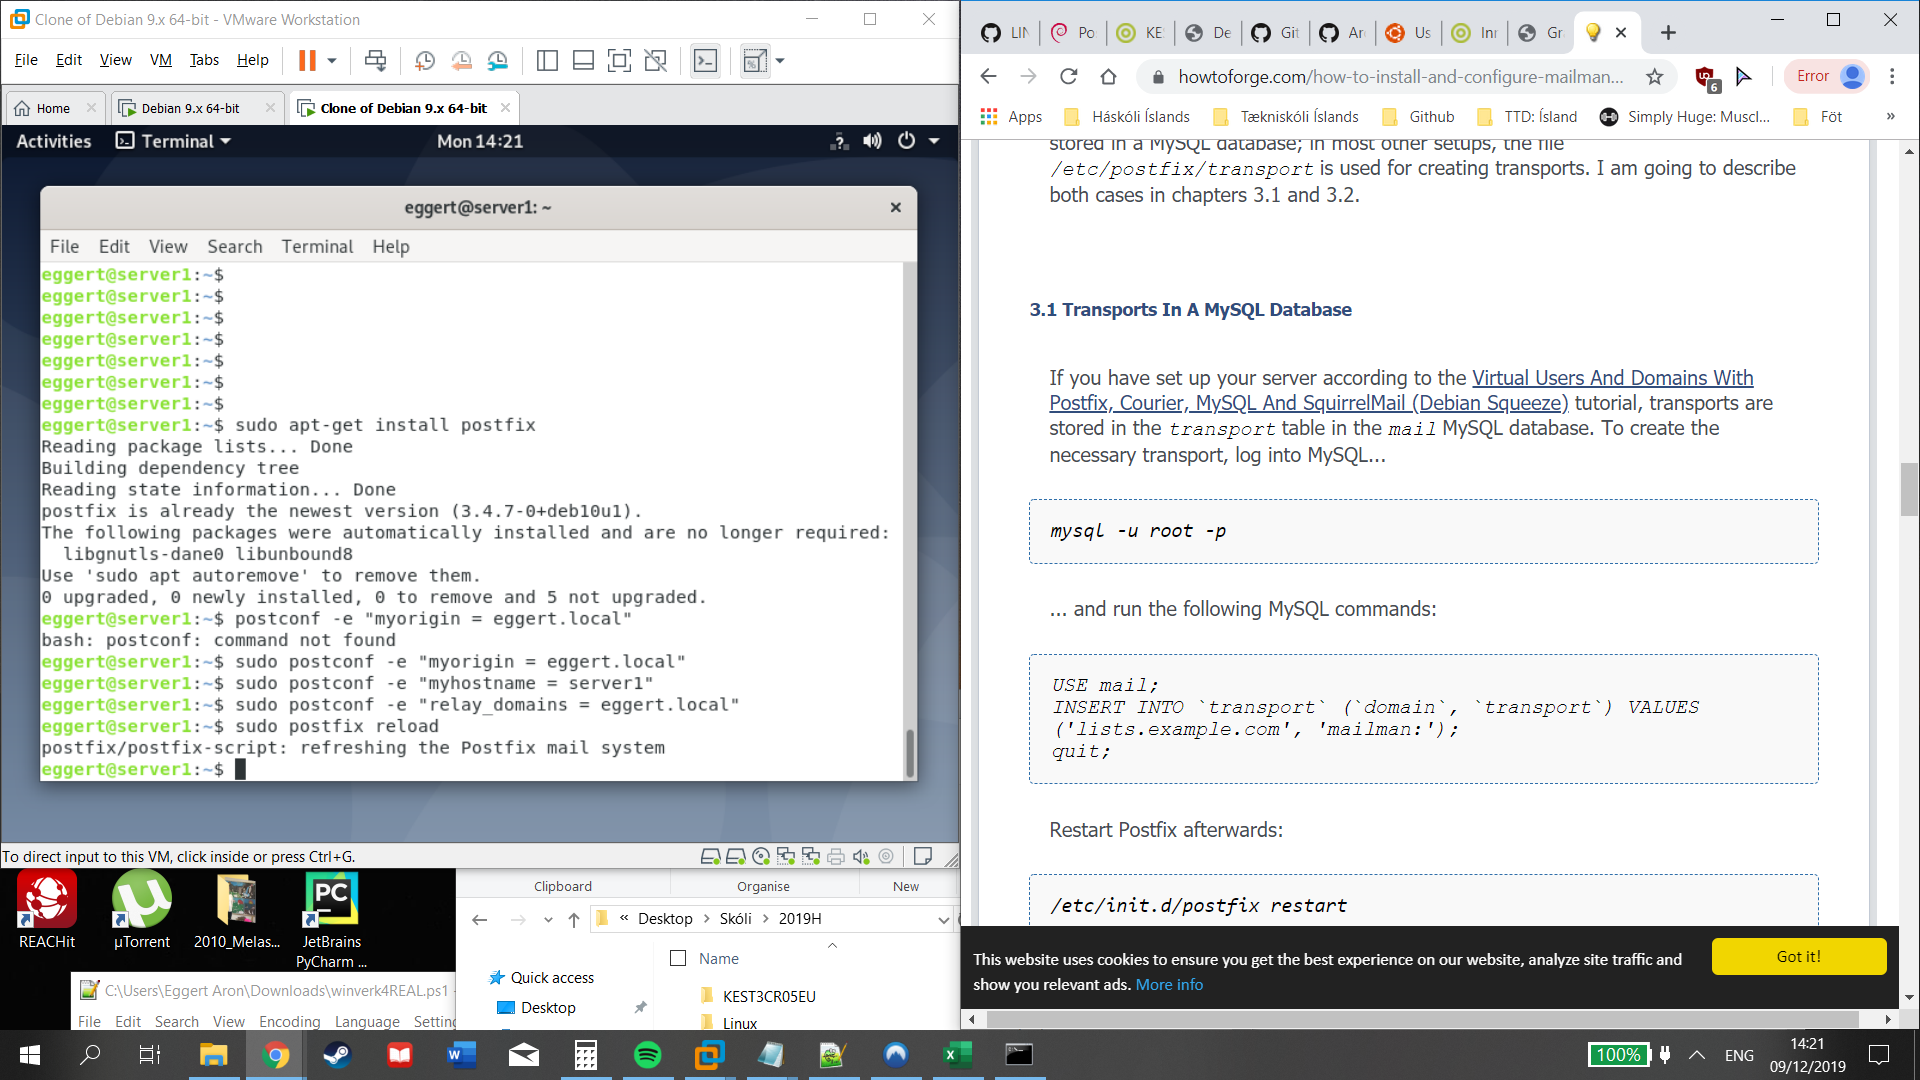 Clone of Debian 9.x 64-bit - VMware Workstation
File Edit View VM Tabs Help
Home
Debian 9.x 64-bit
Clone of Debian 9.x 64-bit
Activities
Terminal
Mon 14:21
eggert@server1: ~
File Edit View Search Terminal Help
eggert@server1:~$
eggert@server1:~$
eggert@server1:~$
eggert@server1:~$
eggert@server1:~$
eggert@server1:~$
eggert@server1:~$
eggert@server1:~$ sudo apt-get install postfix
Reading package lists... Done
Building dependency tree
Reading state information... Done
postfix is already the newest version (3.4.7-0+deb10u1).
The following packages were automatically installed and are no longer required:
libgnutls-dane0 libunbound8
Use 'sudo apt autoremove' to remove them.
0 upgraded, 0 newly installed, 0 to remove and 5 not upgraded.
eggert@server1:~$ postconf -e "myorigin = eggert.local"
bash: postconf: command not found
eggert@server1:~$ sudo postconf -e "myorigin = eggert.local"
eggert@server1:~$ sudo postconf -e "myhostname = server1"
eggert@server1:~$ sudo postconf -e "relay_domains = eggert.local"
eggert@server1:~$ sudo postfix reload
postfix/postfix-script: refreshing the Postfix mail system
eggert@server1:~$
To direct input to this VM, click inside or press Ctrl+G.
REACHit
µTorrent
2010_Melas...
JetBrains
PyCharm ...
PC
C:\Users\Eggert Aron\Downloads\winverk4REAL.ps1 -
File Edit Search View Encoding Language Setting
Clipboard
Organise
New
« Desktop > Skóli > 2019H
Quick access
Desktop
Name
KEST3CR05EU
Linux
LIN
Po
KE
De
Git
Ar
Us
Inn
Gr
howtoforge.com/how-to-install-and-configure-mailman...
6
Error
Apps
Háskóli Íslands
Tækniskóli Íslands
Github
TTD: Ísland
Simply Huge: Muscl...
Föt
»
stored in a MySQL database; in most other setups, the file
/etc/postfix/transport is used for creating transports. I am going to describe
both cases in chapters 3.1 and 3.2.
3.1 Transports In A MySQL Database
If you have set up your server according to the Virtual Users And Domains With
Postfix, Courier, MySQL And SquirrelMail (Debian Squeeze) tutorial, transports are
stored in the transport table in the mail MySQL database. To create the
necessary transport, log into MySQL...
mysql -u root -p
... and run the following MySQL commands:
USE mail;
INSERT INTO `transport` (`domain`, `transport`) VALUES
('lists.example.com', 'mailman:');
quit;
Restart Postfix afterwards:
/etc/init.d/postfix restart
This website uses cookies to ensure you get the best experience on our website, analyze site traffic and
show you relevant ads. More info
Got it!
100%
ENG
14:21
09/12/2019